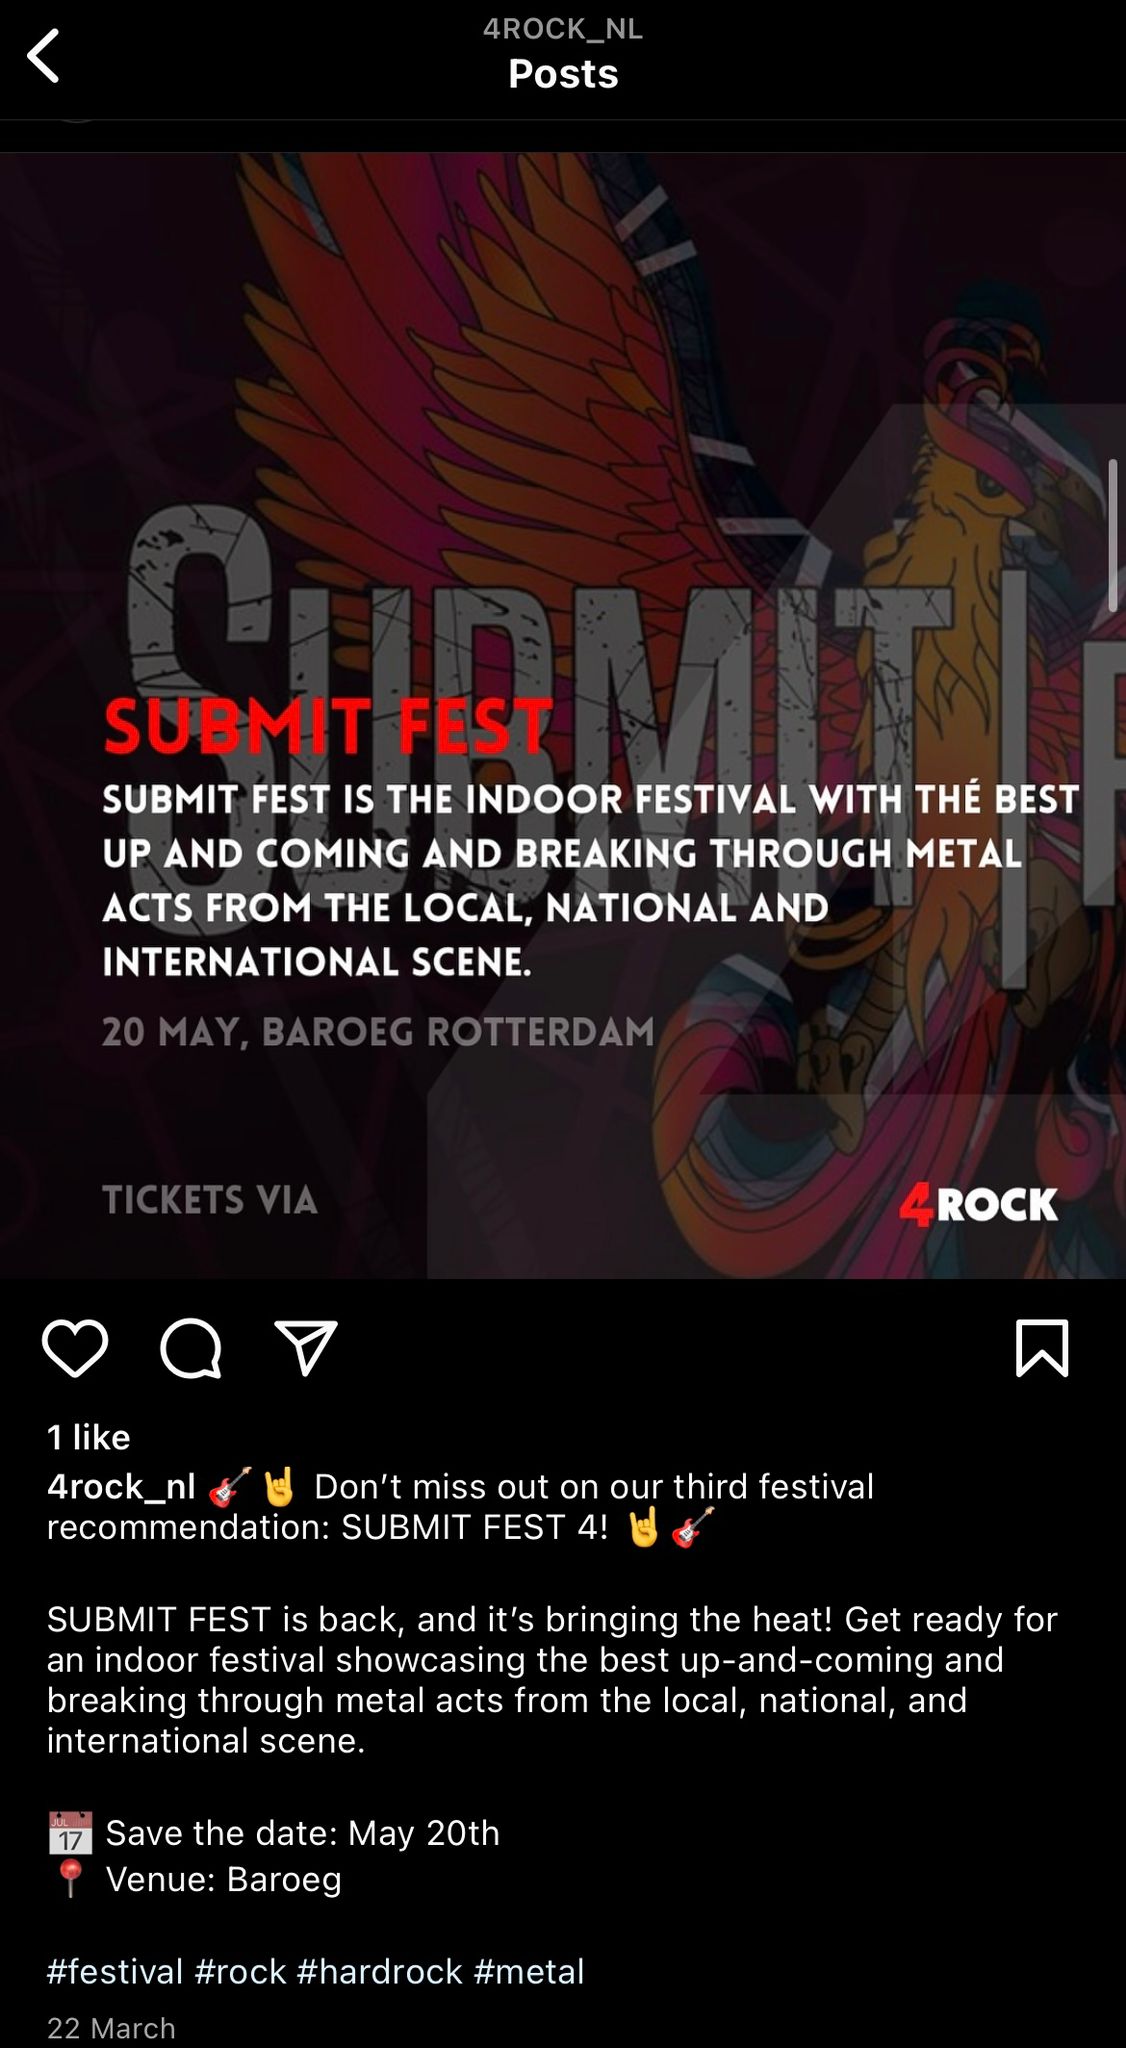 4ROCK_NL
Posts
SUBMIT
SUBMIT FEST
SUBMIT FEST IS THE INDOOR FESTIVAL WITH THÉ BEST
UP AND COMING AND BREAKING THROUGH METAL
ACTS FROM THE LOCAL, NATIONAL AND
INTERNATIONAL SCENE.
20 MAY, BAROEG ROTTERDAM
TICKETS VIA
4ROCK
1 like
4rock_nl 🎸🤘 Don’t miss out on our third festival
recommendation: SUBMIT FEST 4! 🤘🎸
SUBMIT FEST is back, and it’s bringing the heat! Get ready for
an indoor festival showcasing the best up-and-coming and
breaking through metal acts from the local, national, and
international scene.
📅 Save the date: May 20th
📍 Venue: Baroeg
#festival #rock #hardrock #metal
22 March